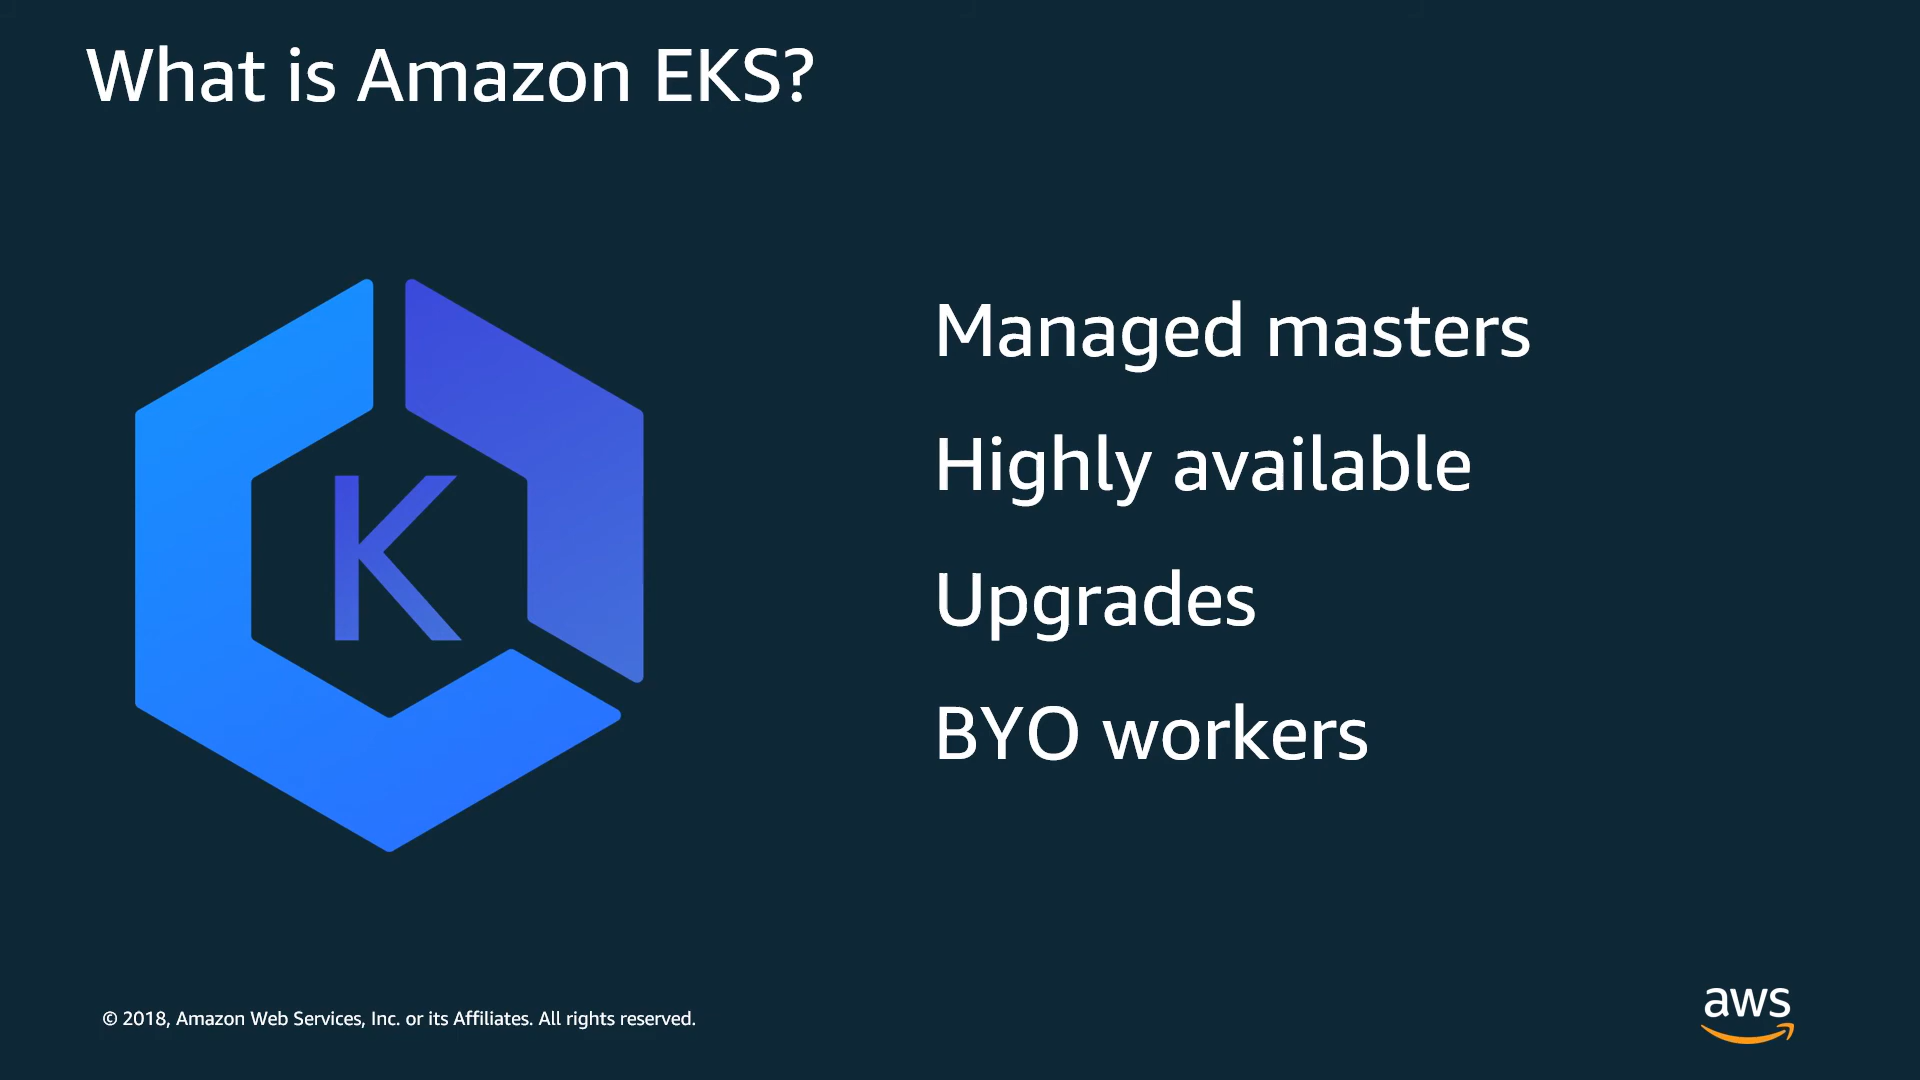 What is Amazon EKS?
K
Managed masters
Highly available
Upgrades
BYO workers
© 2018, Amazon Web Services, Inc. or its Affiliates. All rights reserved.
aws